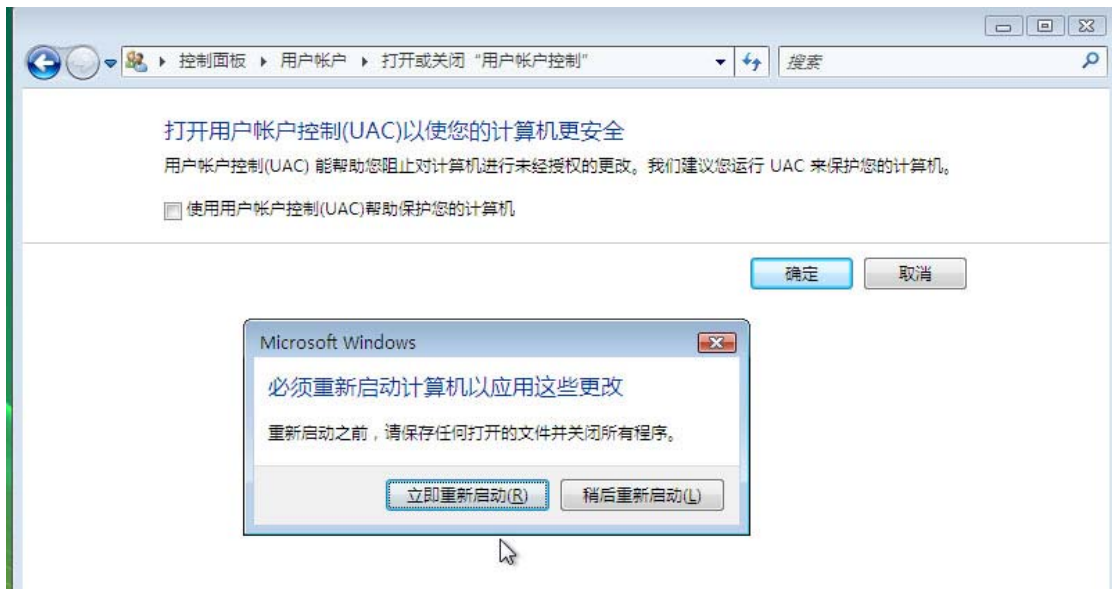 控制面板 ▸ 用户帐户 ▸ 打开或关闭“用户帐户控制” 搜索
打开用户帐户控制(UAC)以使您的计算机更安全
用户帐户控制(UAC) 能帮助您阻止对计算机进行未经授权的更改。我们建议您运行 UAC 来保护您的计算机。
使用用户帐户控制(UAC)帮助保护您的计算机
确定 取消
Microsoft Windows
必须重新启动计算机以应用这些更改
重新启动之前，请保存任何打开的文件并关闭所有程序。
立即重新启动(R) 稍后重新启动(L)